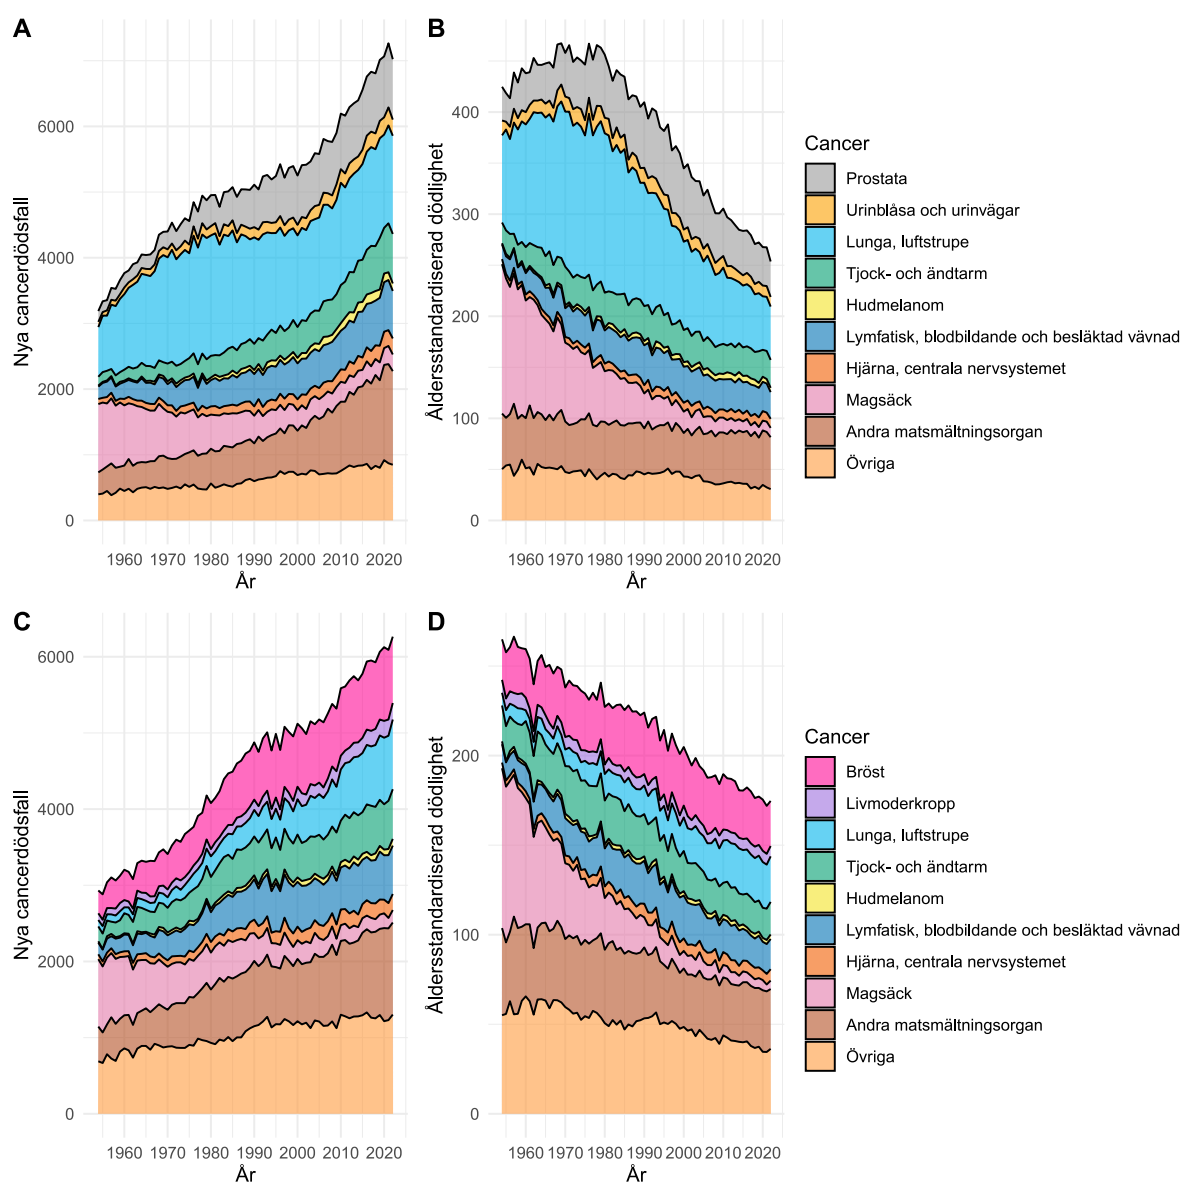 A
Nya cancerdödsfall
6000
4000
2000
0
1960 1970 1980 1990 2000 2010 2020
År
B
Åldersstandardiserad dödlighet
400
300
200
100
0
1960 1970 1980 1990 2000 2010 2020
År
Cancer
Prostata
Urinblåsa och urinvägar
Lunga, luftstrupe
Tjock- och ändtarm
Hudmelanom
Lymfatisk, blodbildande och besläktad vävnad
Hjärna, centrala nervsystemet
Magsäck
Andra matsmältningsorgan
Övriga
C
Nya cancerdödsfall
6000
4000
2000
0
1960 1970 1980 1990 2000 2010 2020
År
D
Åldersstandardiserad dödlighet
200
100
0
1960 1970 1980 1990 2000 2010 2020
År
Cancer
Bröst
Livmoderkropp
Lunga, luftstrupe
Tjock- och ändtarm
Hudmelanom
Lymfatisk, blodbildande och besläktad vävnad
Hjärna, centrala nervsystemet
Magsäck
Andra matsmältningsorgan
Övriga